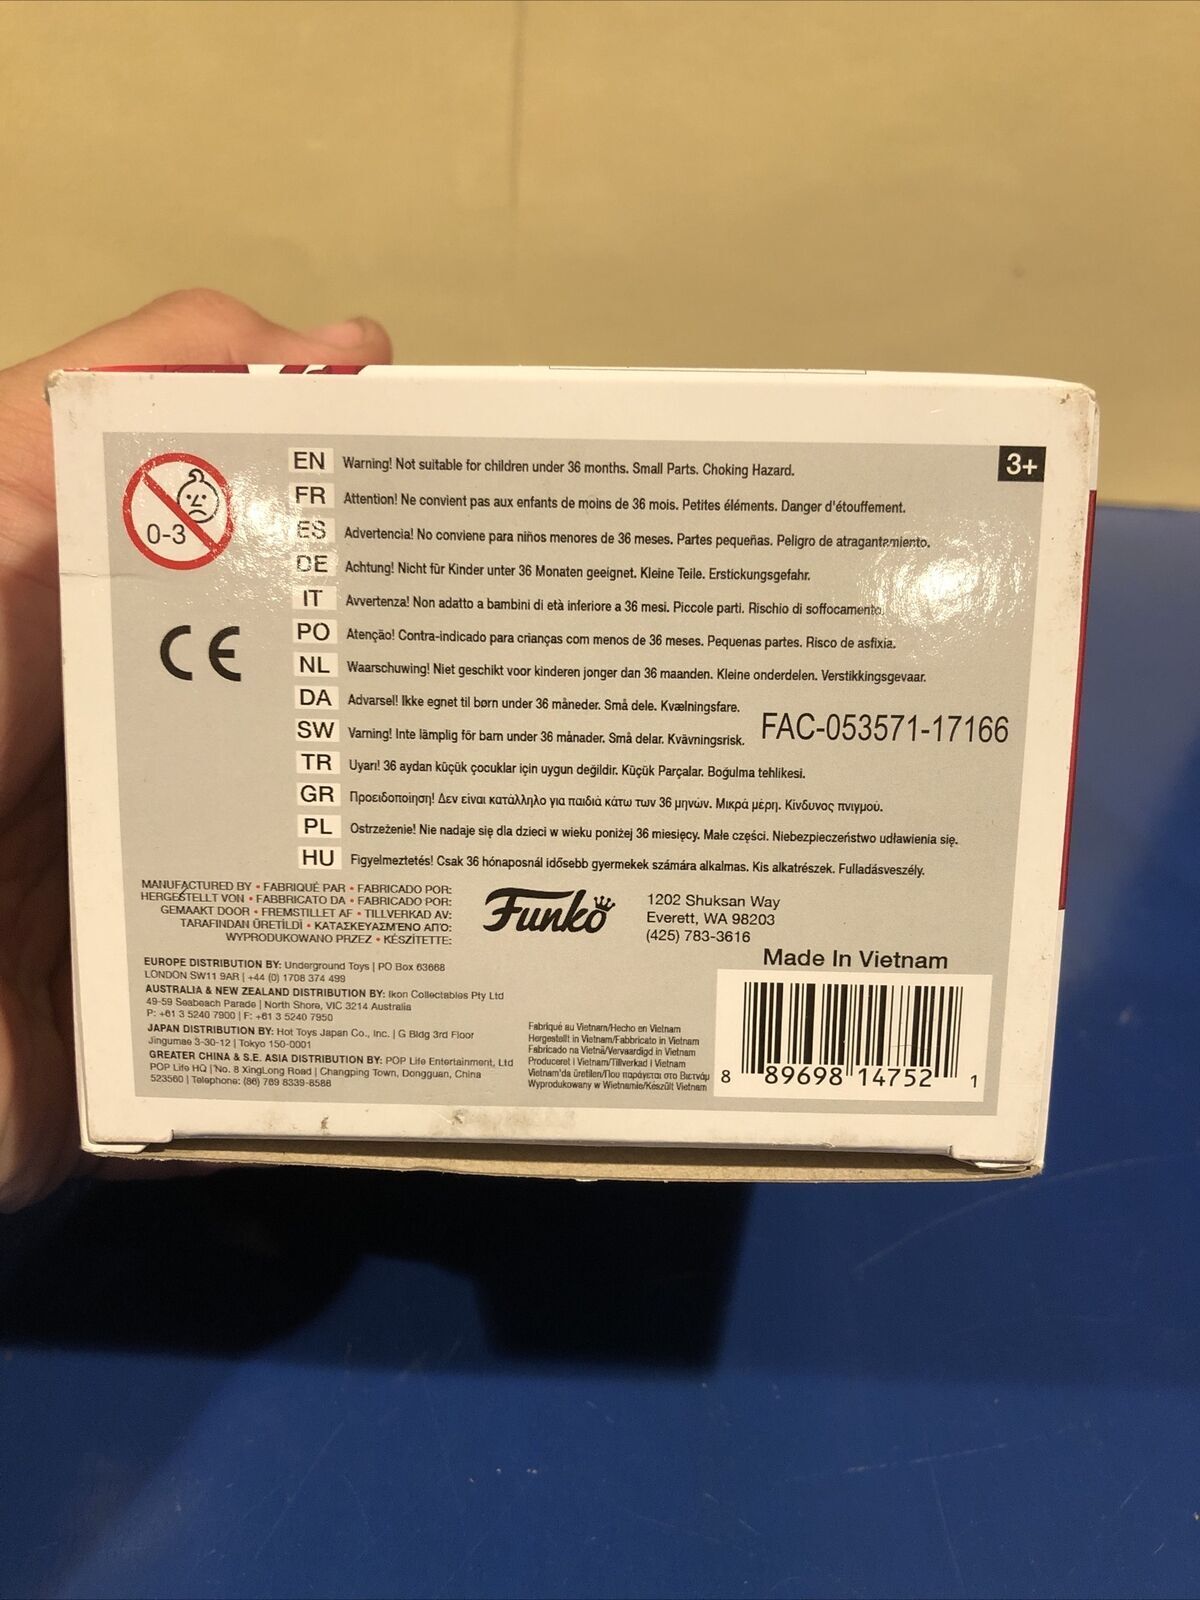 0-3
CE
3+
EN Warning! Not suitable for children under 36 months. Small Parts. Choking Hazard.
FR Attention! Ne convient pas aux enfants de moins de 36 mois. Petites éléments. Danger d'étouffement.
ES Advertencia! No conviene para niños menores de 36 meses. Partes pequeñas. Peligro de atragantamiento.
DE Achtung! Nicht für Kinder unter 36 Monaten geeignet. Kleine Teile. Erstickungsgefahr.
IT Avvertenza! Non adatto a bambini di età inferiore a 36 mesi. Piccole parti. Rischio di soffocamento.
PO Atenção! Contra-indicado para crianças com menos de 36 meses. Pequenas partes. Risco de asfixia.
NL Waarschuwing! Niet geschikt voor kinderen jonger dan 36 maanden. Kleine onderdelen. Verstikkingsgevaar.
DA Advarsel! Ikke egnet til børn under 36 måneder. Små dele. Kvælningsfare.
FAC-053571-17166
SW Varning! Inte lämplig för barn under 36 månader. Små delar. Kvävningsrisk.
TR Uyarı! 36 aydan küçük çocuklar için uygun değildir. Küçük Parçalar. Boğulma tehlikesi.
GR Προειδοποίηση! Δεν είναι κατάλληλο για παιδιά κάτω των 36 μηνών. Μικρά μέρη. Κίνδυνος πνιγμού.
PL Ostrzeżenie! Nie nadaje się dla dzieci w wieku poniżej 36 miesięcy. Małe części. Niebezpieczeństwo udławienia się.
HU Figyelmeztetés! Csak 36 hónaposnál idősebb gyermekek számára alkalmas. Kis alkatrészek. Fulladásveszély.
MANUFACTURED BY • FABRIQUÉ PAR • FABRICADO POR:
HERGESTELLT VON • FABBRICATO DA • FABRICADO POR:
GEMAAKT DOOR • FREMSTILLET AF • TILLVERKAD AV:
TARAFINDAN ÜRETİLDİ • ΚΑΤΑΣΚΕΥΑΣΜΈΝΟ ΑΠΌ:
WYPRODUKOWANO PRZEZ • KÉSZÍTETTE:
Funko
1202 Shuksan Way
Everett, WA 98203
(425) 783-3616
Made In Vietnam
EUROPE DISTRIBUTION BY: Underground Toys | PO Box 63668
LONDON SW11 9AR | +44 (0) 1708 374 499
AUSTRALIA & NEW ZEALAND DISTRIBUTION BY: Ikon Collectables Pty Ltd
49-59 Seabeach Parade | North Shore, VIC 3214 Australia
P: +61 3 5240 7900 | F: +61 3 5240 7950
JAPAN DISTRIBUTION BY: Hot Toys Japan Co., Inc. | G Bldg 3rd Floor
Jingumae 3-30-12 | Tokyo 150-0001
GREATER CHINA & S.E. ASIA DISTRIBUTION BY: POP Life Entertainment, Ltd
POP Life HQ | 'No. 8 XingLong Road | Changping Town, Dongguan, China
523560 | Telephone: (86) 769 8339-8588
Fabriqué au Vietnam/Hecho en Vietnam
Hergestellt in Vietnam/Fabbricato in Vietnam
Fabricado na Vietnã/Vervaardigd in Vietnam
Produceret i Vietnam/Tillverkad i Vietnam
Vietnam'da üretilen/Που παράγεται στο Βιετνάμ
Wyprodukowany w Wietnamie/Készült Vietnam
8 89698 14752 1